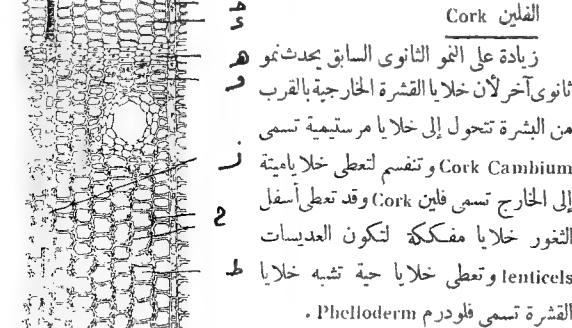 الفلين Cork
زيادة على النمو الثانوى السابق يحدث نمو
ثانوى آخر لأن خلايا القشرة الخارجية بالقرب
من البشرة تتحول إلى خلايا مرستيمية تسمى
Cork Cambium وتنقسم لتعطى خلايا ميتة
إلى الخارج تسمى فلين Cork وقد تعطى أسفل
الثغور خلايا مفككة لتكون العديسات
lenticels وتعطى خلايا حية تشبه خلايا
القشرة تسمى فلودرم Phelloderm .
د
هـ
و
ز
ح
ط